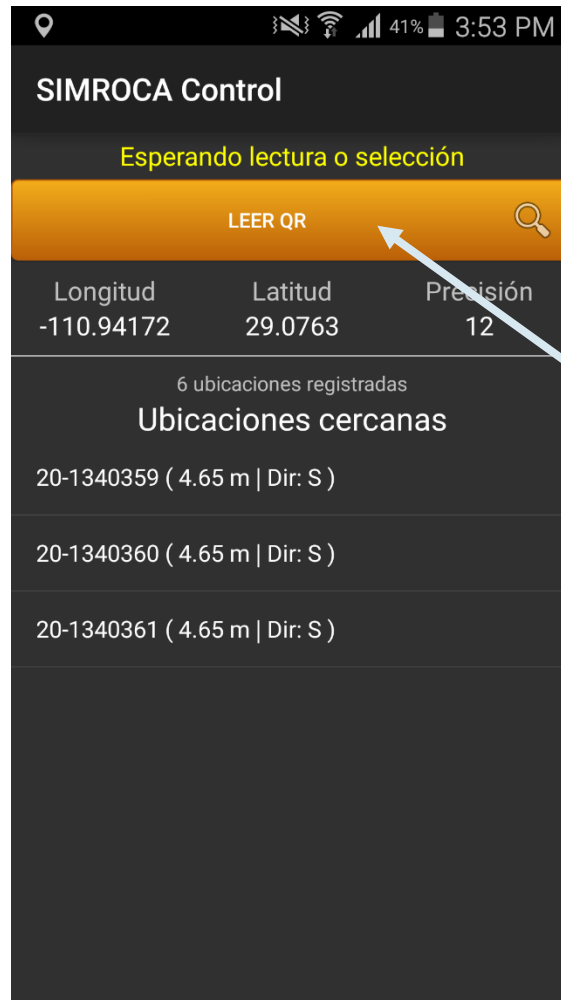 41% 3:53 PM
SIMROCA Control
Esperando lectura o selección
LEER QR
Longitud Latitud Precisión
-110.94172 29.0763 12
6 ubicaciones registradas
Ubicaciones cercanas
20-1340359 ( 4.65 m | Dir: S )
20-1340360 ( 4.65 m | Dir: S )
20-1340361 ( 4.65 m | Dir: S )